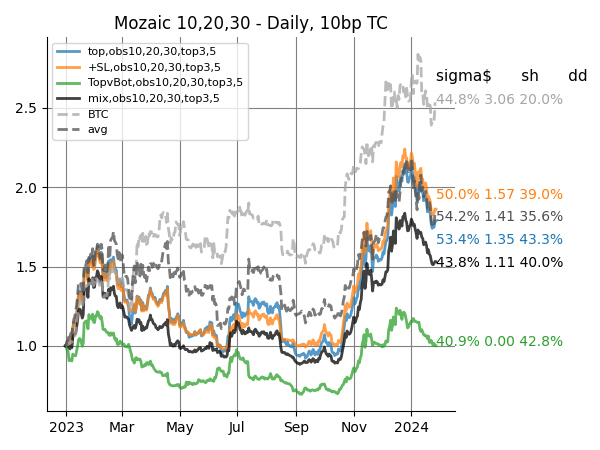 Mozaic 10,20,30 - Daily, 10bp TC
top,obs10,20,30,top3,5
+SL,obs10,20,30,top3,5
TopvBot,obs10,20,30,top3,5
mix,obs10,20,30,top3,5
BTC
avg
sigma$ sh dd
44.8% 3.06 20.0%
50.0% 1.57 39.0%
54.2% 1.41 35.6%
53.4% 1.35 43.3%
43.8% 1.11 40.0%
40.9% 0.00 42.8%
2.5
2.0
1.5
1.0
2023 Mar May Jul Sep Nov 2024